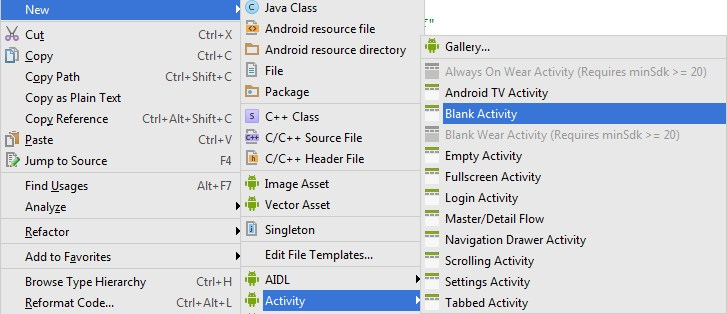 New
Cut Ctrl+X
Copy Ctrl+C
Copy Path Ctrl+Shift+C
Copy as Plain Text
Copy Reference Ctrl+Alt+Shift+C
Paste Ctrl+V
Jump to Source F4
Find Usages Alt+F7
Analyze
Refactor
Add to Favorites
Browse Type Hierarchy Ctrl+H
Reformat Code... Ctrl+Alt+L
Java Class
Android resource file
Android resource directory
File
Package
C++ Class
C/C++ Source File
C/C++ Header File
Image Asset
Vector Asset
Singleton
Edit File Templates...
AIDL
Activity
Gallery...
Always On Wear Activity (Requires minSdk >= 20)
Android TV Activity
Blank Activity
Blank Wear Activity (Requires minSdk >= 20)
Empty Activity
Fullscreen Activity
Login Activity
Master/Detail Flow
Navigation Drawer Activity
Scrolling Activity
Settings Activity
Tabbed Activity